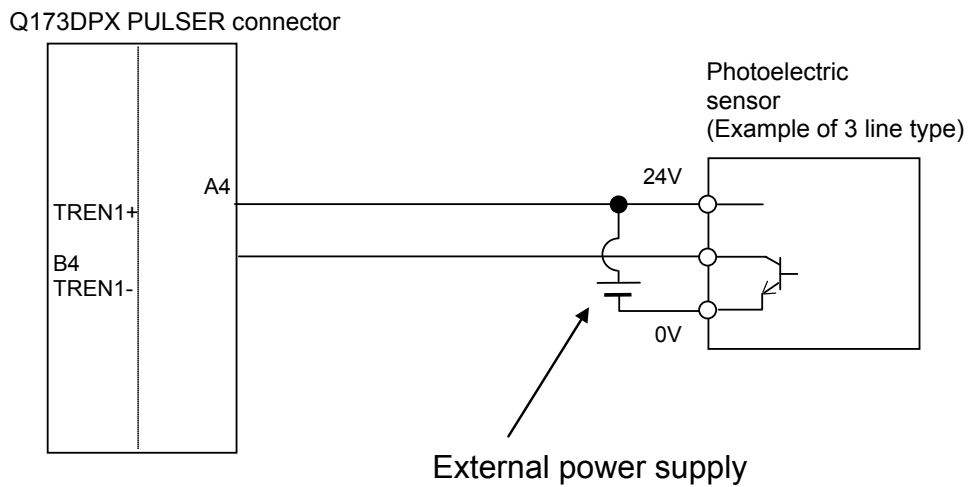 Q173DPX PULSER connector
Photoelectric
sensor
(Example of 3 line type)
24V
A4
TREN1+
B4
TREN1-
0V
External power supply